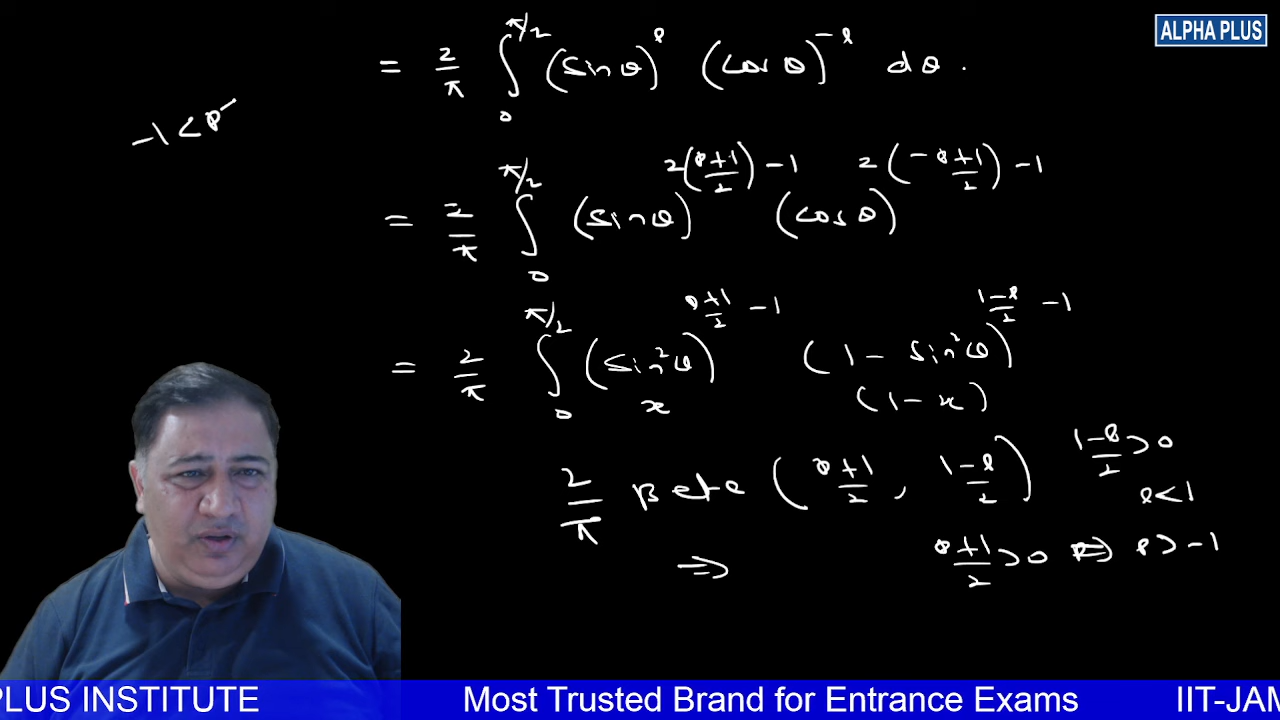 ALPHA PLUS
= 2/π ∫₀^(π/2) (sin θ)^ℓ (cos θ)^(-ℓ) dθ.
-1 < ℓ
= 2/π ∫₀^(π/2) (sin θ)^(2((ℓ+1)/2) - 1) (cos θ)^(2((-ℓ+1)/2) - 1)
= 2/π ∫₀^(π/2) (sin²θ)^((ℓ+1)/2 - 1) (1 - sin²θ)^((1-ℓ)/2 - 1)
x (1 - x)
2/π Beta ((ℓ+1)/2, (1-ℓ)/2) (1-ℓ)/2 > 0
ℓ < 1
⇒ (ℓ+1)/2 > 0 ⇔ ℓ > -1
PLUS INSTITUTE Most Trusted Brand for Entrance Exams IIT-JAM